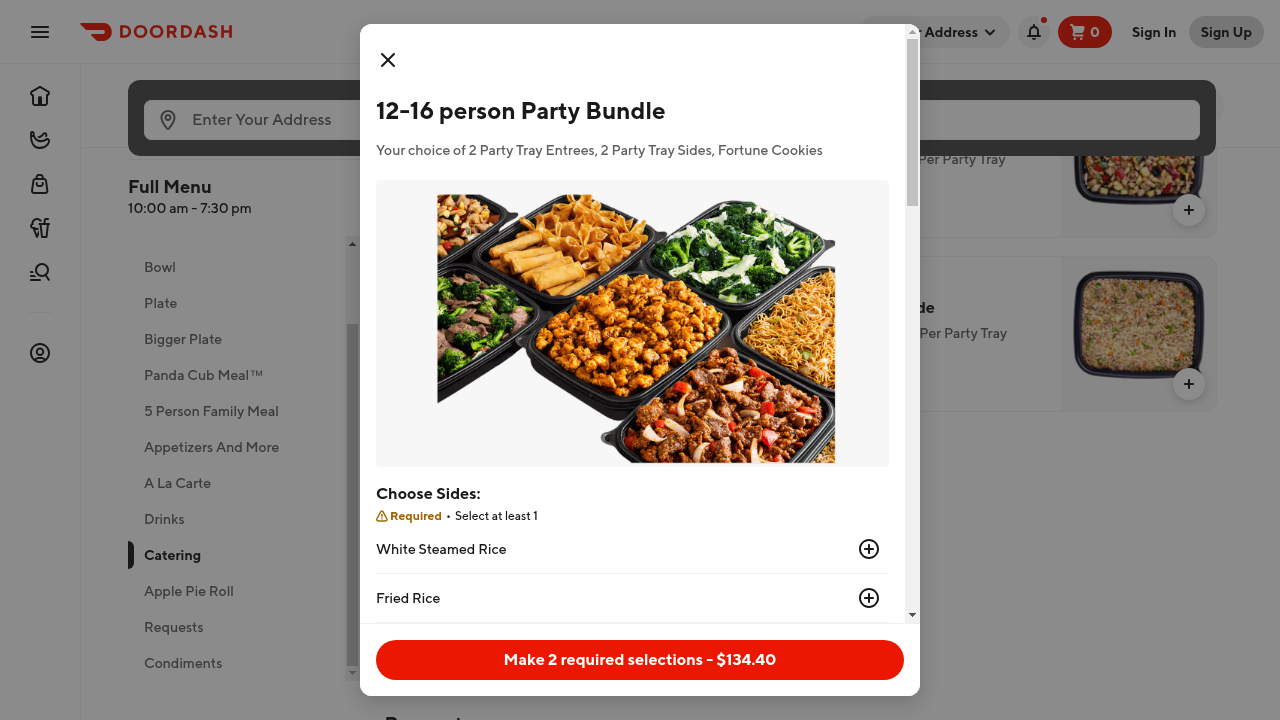 DOORDASH
Address
0
Sign In
Sign Up
Enter Your Address
Full Menu
10:00 am - 7:30 pm
Bowl
Plate
Bigger Plate
Panda Cub Meal™
5 Person Family Meal
Appetizers And More
A La Carte
Drinks
Catering
Apple Pie Roll
Requests
Condiments
12-16 person Party Bundle
Your choice of 2 Party Tray Entrees, 2 Party Tray Sides, Fortune Cookies
Choose Sides:
Required • Select at least 1
White Steamed Rice
Fried Rice
Make 2 required selections - $134.40
Per Party Tray
Per Party Tray